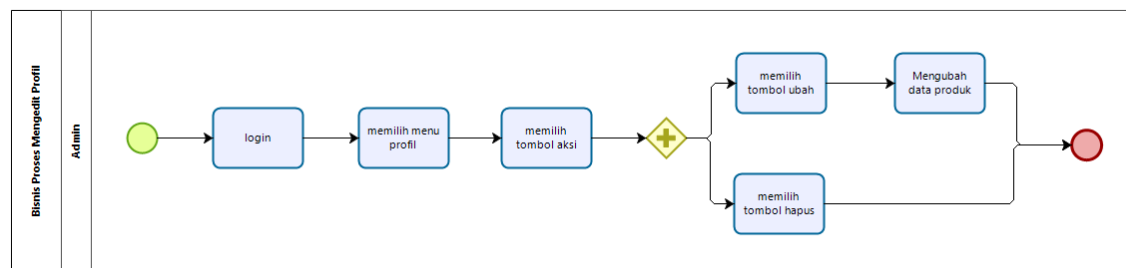 Bisnis Proses Mengedit Profil
Admin
login
memilih menu
profil
memilih
tombol aksi
memilih
tombol ubah
Mengubah
data produk
memilih
tombol hapus